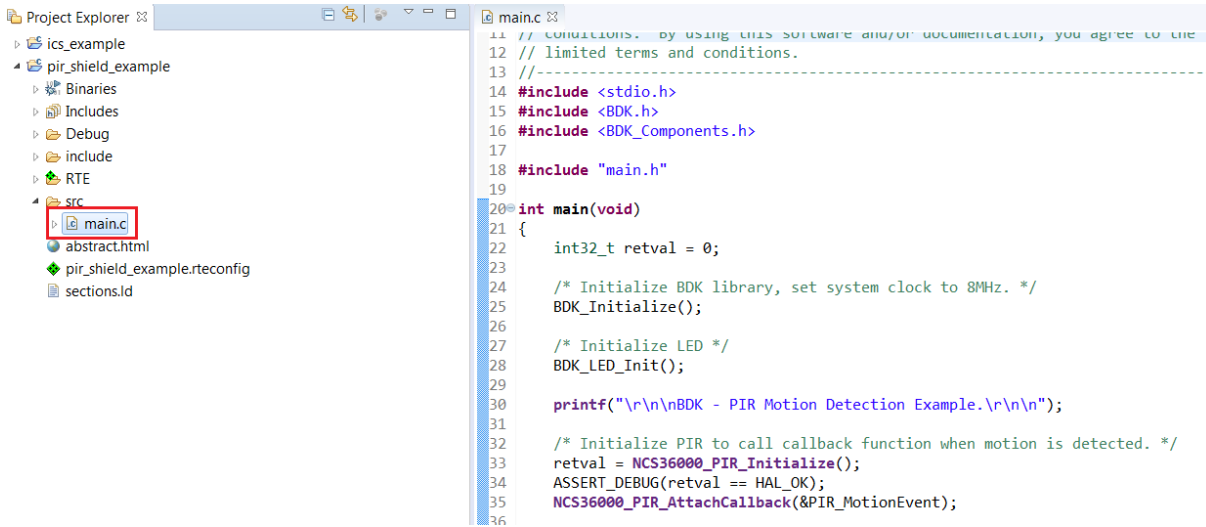 Project Explorer
ics_example
pir_shield_example
Binaries
Includes
Debug
include
RTE
src
main.c
abstract.html
pir_shield_example.rteconfig
sections.ld
main.c
11 // conditions. By using this software and/or documentation, you agree to the
12 // limited terms and conditions.
13 //-----------------------------------------------------------------------------
14 #include <stdio.h>
15 #include <BDK.h>
16 #include <BDK_Components.h>
17
18 #include "main.h"
19
20 int main(void)
21 {
22     int32_t retval = 0;
23
24     /* Initialize BDK library, set system clock to 8MHz. */
25     BDK_Initialize();
26
27     /* Initialize LED */
28     BDK_LED_Init();
29
30     printf("\r\n\nBDK - PIR Motion Detection Example.\r\n\n");
31
32     /* Initialize PIR to call callback function when motion is detected. */
33     retval = NCS36000_PIR_Initialize();
34     ASSERT_DEBUG(retval == HAL_OK);
35     NCS36000_PIR_AttachCallback(&PIR_MotionEvent);
36